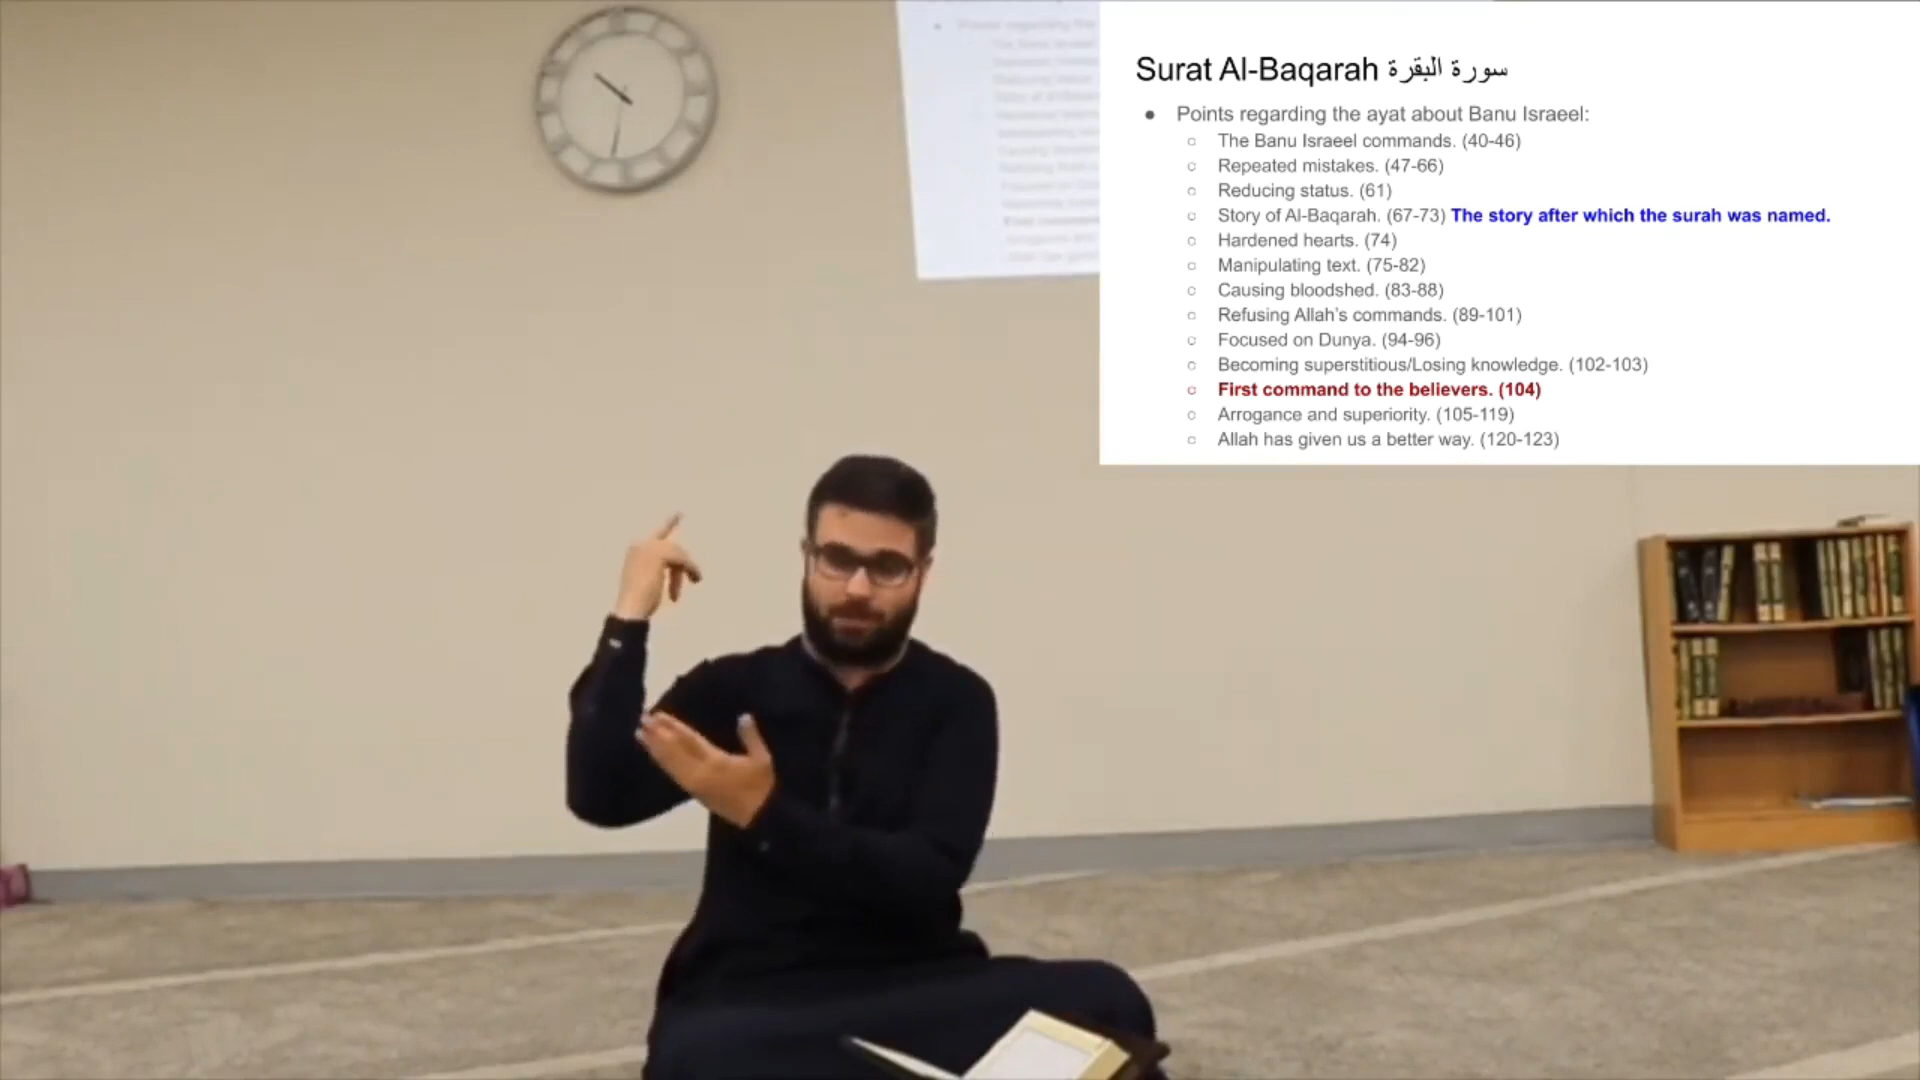 Surat Al-Baqarah سورة البقرة
● Points regarding the ayat about Banu Israeel:
○ The Banu Israeel commands. (40-46)
○ Repeated mistakes. (47-66)
○ Reducing status. (61)
○ Story of Al-Baqarah. (67-73) The story after which the surah was named.
○ Hardened hearts. (74)
○ Manipulating text. (75-82)
○ Causing bloodshed. (83-88)
○ Refusing Allah's commands. (89-101)
○ Focused on Dunya. (94-96)
○ Becoming superstitious/Losing knowledge. (102-103)
○ First command to the believers. (104)
○ Arrogance and superiority. (105-119)
○ Allah has given us a better way. (120-123)